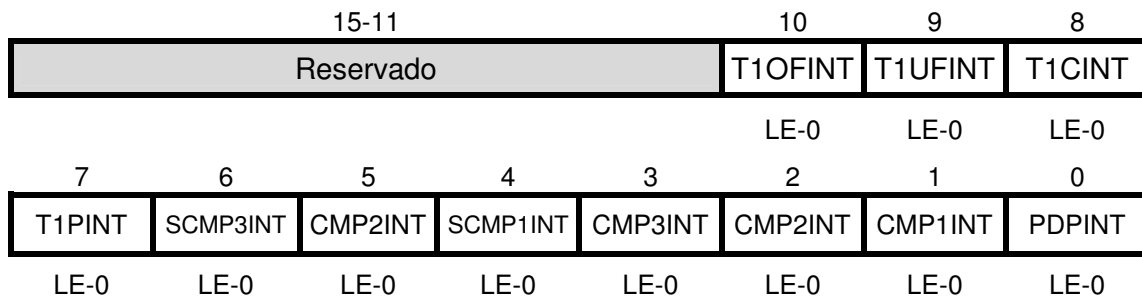 15-11 10 9 8
Reservado T1OFINT T1UFINT T1CINT
LE-0 LE-0 LE-0
7 6 5 4 3 2 1 0
T1PINT SCMP3INT CMP2INT SCMP1INT CMP3INT CMP2INT CMP1INT PDPINT
LE-0 LE-0 LE-0 LE-0 LE-0 LE-0 LE-0 LE-0